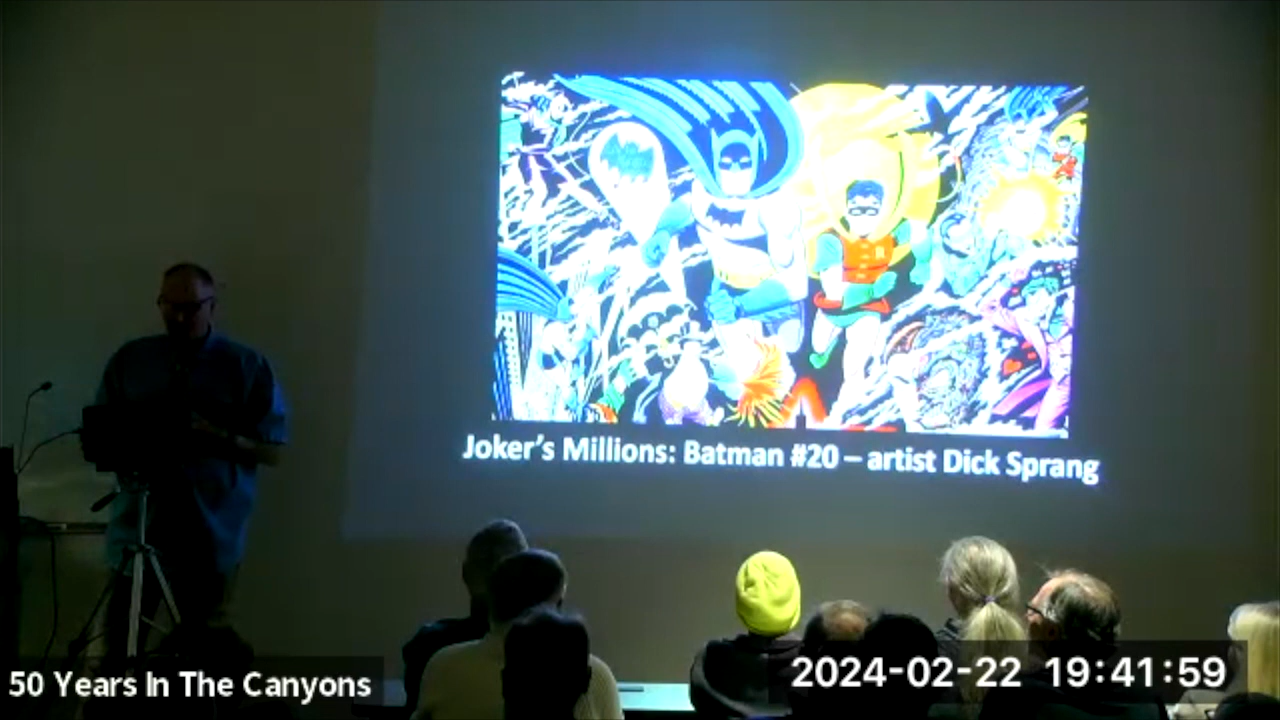 Joker's Millions: Batman #20 – artist Dick Sprang
50 Years In The Canyons
2024-02-22 19:41:59